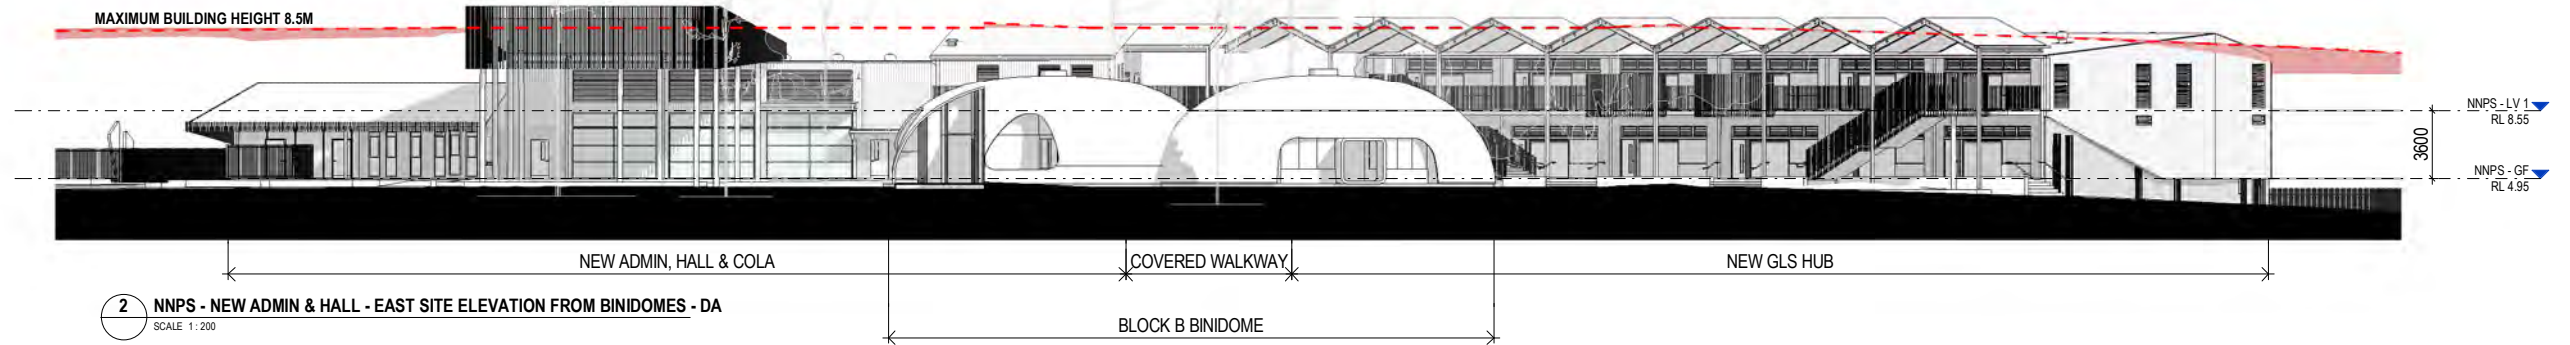 MAXIMUM BUILDING HEIGHT 8.5M
NNPS - LV 1
RL 8.55
3600
NNPS - GF
RL 4.95
NEW ADMIN, HALL & COLA
COVERED WALKWAY
NEW GLS HUB
2
NNPS - NEW ADMIN & HALL - EAST SITE ELEVATION FROM BINIDOMES - DA
SCALE 1 : 200
BLOCK B BINIDOME